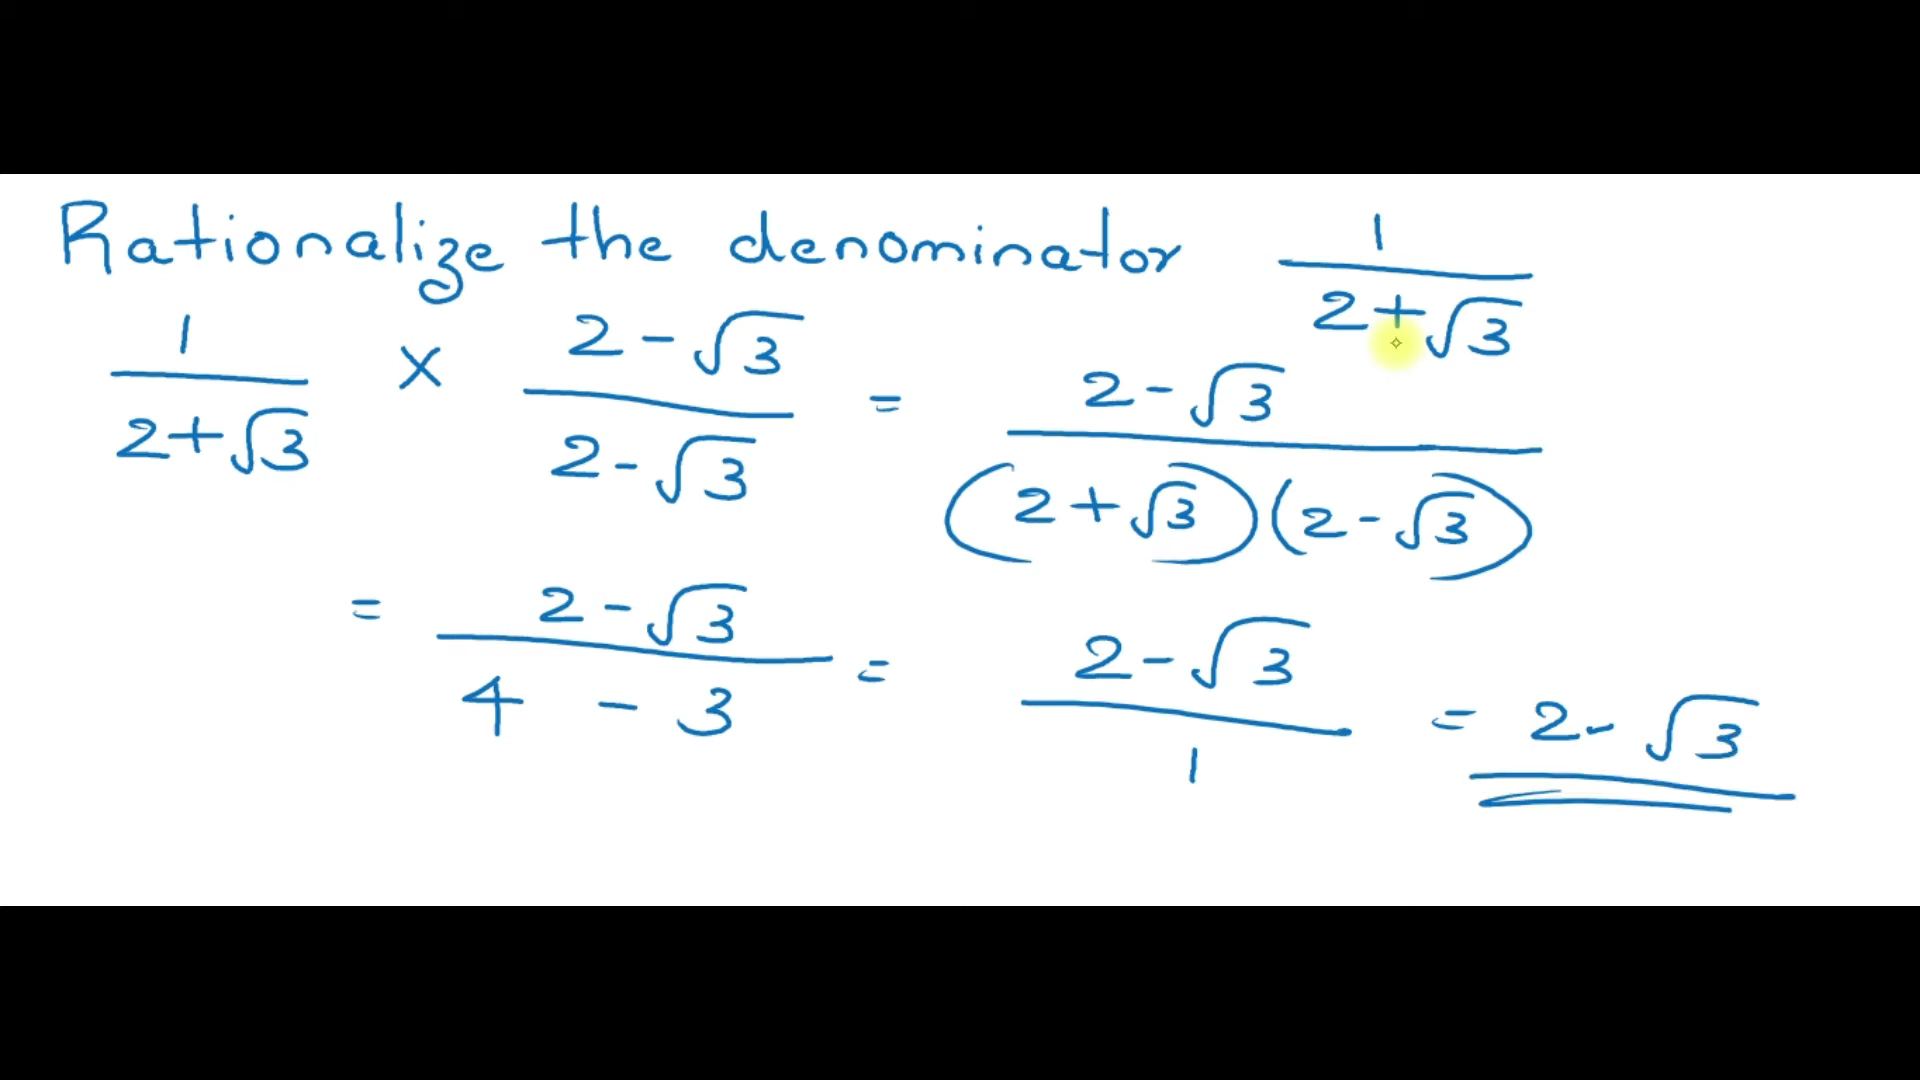 Rationalize the denominator 1/(2+√3)
1/(2+√3) × (2-√3)/(2-√3) = (2-√3)/((2+√3)(2-√3))
= (2-√3)/(4-3) = (2-√3)/1 = 2-√3